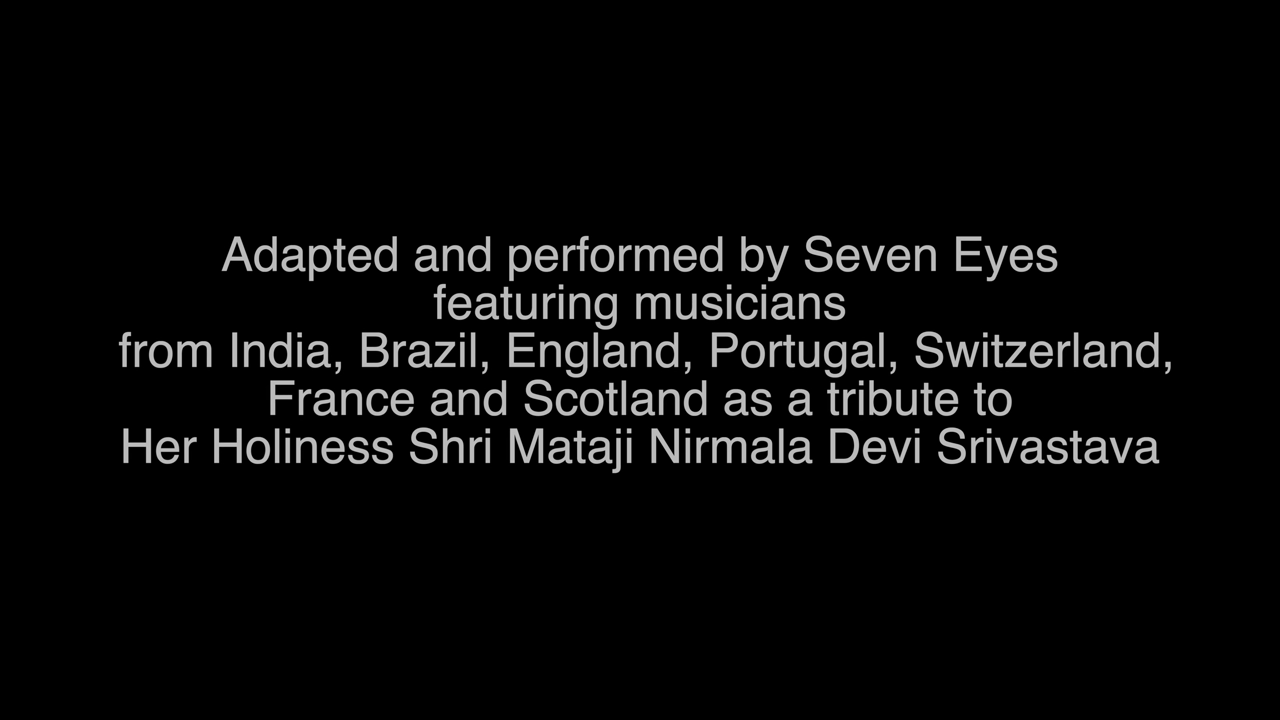 Adapted and performed by Seven Eyes
featuring musicians
from India, Brazil, England, Portugal, Switzerland,
France and Scotland as a tribute to
Her Holiness Shri Mataji Nirmala Devi Srivastava